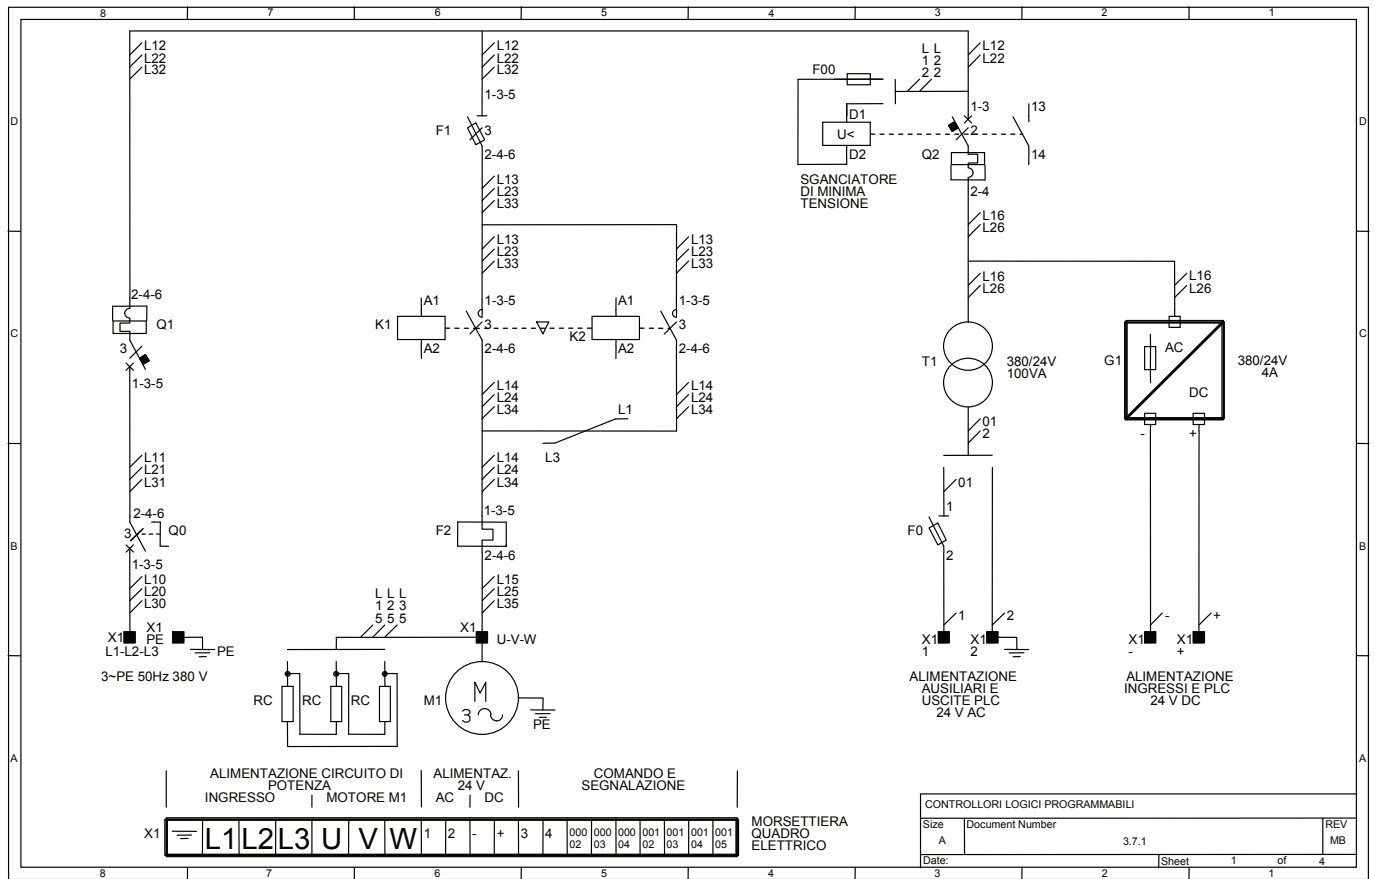 8 7 6 5 4 3 2 1
D
C
B
A
L12
L22
L32
2-4-6
Q1
3
1-3-5
L11
L21
L31
2-4-6
3
Q0
1-3-5
L10
L20
L30
X1
X1
PE
PE
L1-L2-L3
3~PE 50Hz 380 V
L12
L22
L32
1-3-5
F1
3
2-4-6
L13
L23
L33
L13
L23
L33
L13
L23
L33
A1
K1
A2
1-3-5
3
2-4-6
A1
K2
A2
1-3-5
3
2-4-6
L14
L24
L34
L14
L24
L34
L1
L3
L14
L24
L34
1-3-5
F2
2-4-6
L15
L25
L35
L15
L25
L35
X1
U-V-W
RC
RC
RC
M1
M
3
PE
F00
L12
L22
L12
L22
D1
U<
D2
1-3
2
Q2
2-4
13
14
SGANCIATORE
DI MINIMA
TENSIONE
L16
L26
L16
L26
L16
L26
T1
380/24V
100VA
G1
AC
DC
380/24V
4A
-
+
01
2
01
1
F0
2
1
2
-
+
X1
1
X1
2
X1
-
X1
+
ALIMENTAZIONE
AUSILIARI E
USCITE PLC
24 V AC
ALIMENTAZIONE
INGRESSI E PLC
24 V DC
ALIMENTAZIONE CIRCUITO DI
POTENZA
INGRESSO
MOTORE M1
ALIMENTAZ.
24 V
AC
DC
COMANDO E
SEGNALAZIONE
X1 L1 L2 L3 U V W 1 2 - + 3 4 000 02 000 03 000 04 001 02 001 03 001 04 001 05
MORSETTIERA
QUADRO
ELETTRICO
CONTROLLORI LOGICI PROGRAMMABILI
Size Document Number REV
A 3.7.1 MB
Date: Sheet 1 of 4
D
C
B
A
8 7 6 5 4 3 2 1